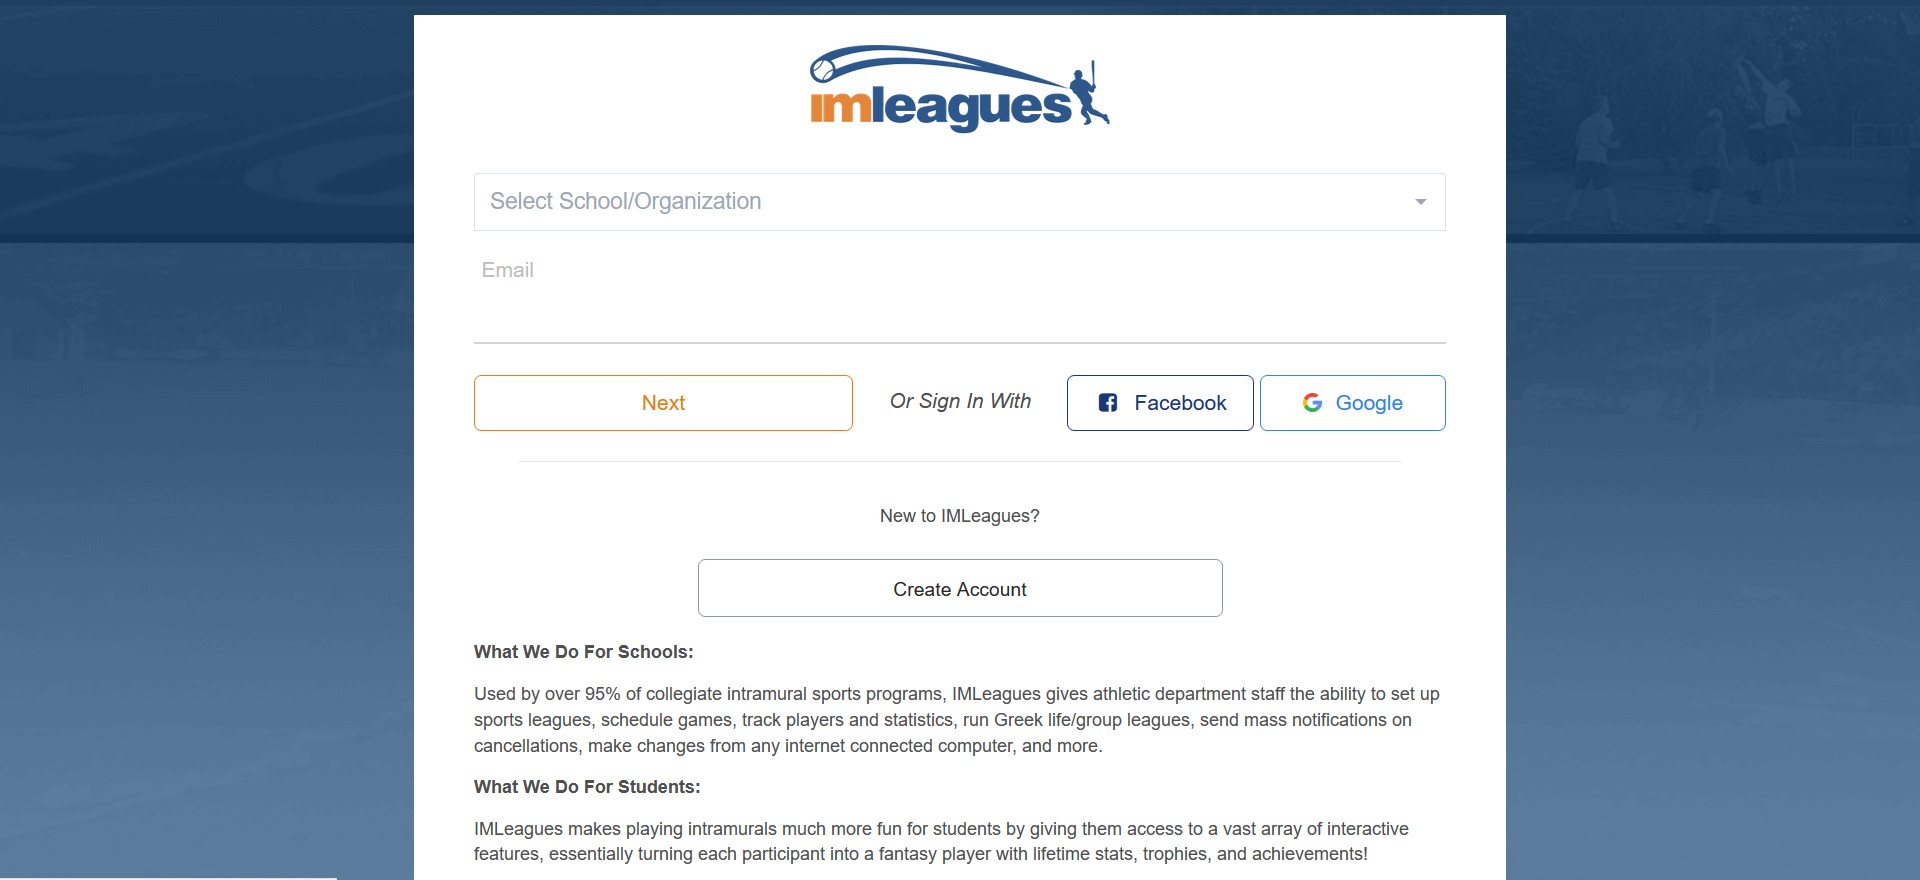 imleagues
Select School/Organization
Email
Next
Or Sign In With
Facebook
Google
New to IMLeagues?
Create Account
What We Do For Schools:
Used by over 95% of collegiate intramural sports programs, IMLeagues gives athletic department staff the ability to set up
sports leagues, schedule games, track players and statistics, run Greek life/group leagues, send mass notifications on
cancellations, make changes from any internet connected computer, and more.
What We Do For Students:
IMLeagues makes playing intramurals much more fun for students by giving them access to a vast array of interactive
features, essentially turning each participant into a fantasy player with lifetime stats, trophies, and achievements!